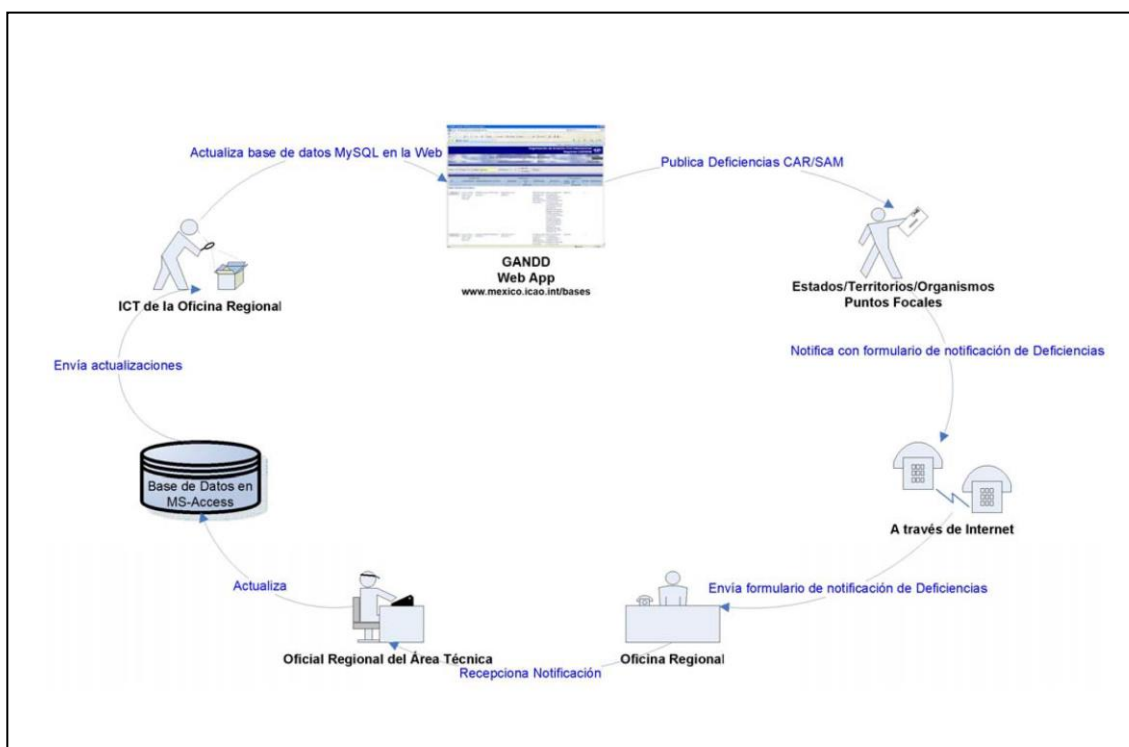 Actualiza base de datos MySQL en la Web
Publica Deficiencias CAR/SAM
GANDD
Web App
www.mexico.icao.int/bases
ICT de la Oficina Regional
Estados/Territorios/Organismos
Puntos Focales
Notifica con formulario de notificación de Deficiencias
Envía actualizaciones
Base de Datos en
MS-Access
A través de Internet
Envía formulario de notificación de Deficiencias
Actualiza
Oficial Regional del Área Técnica
Oficina Regional
Recepciona Notificación